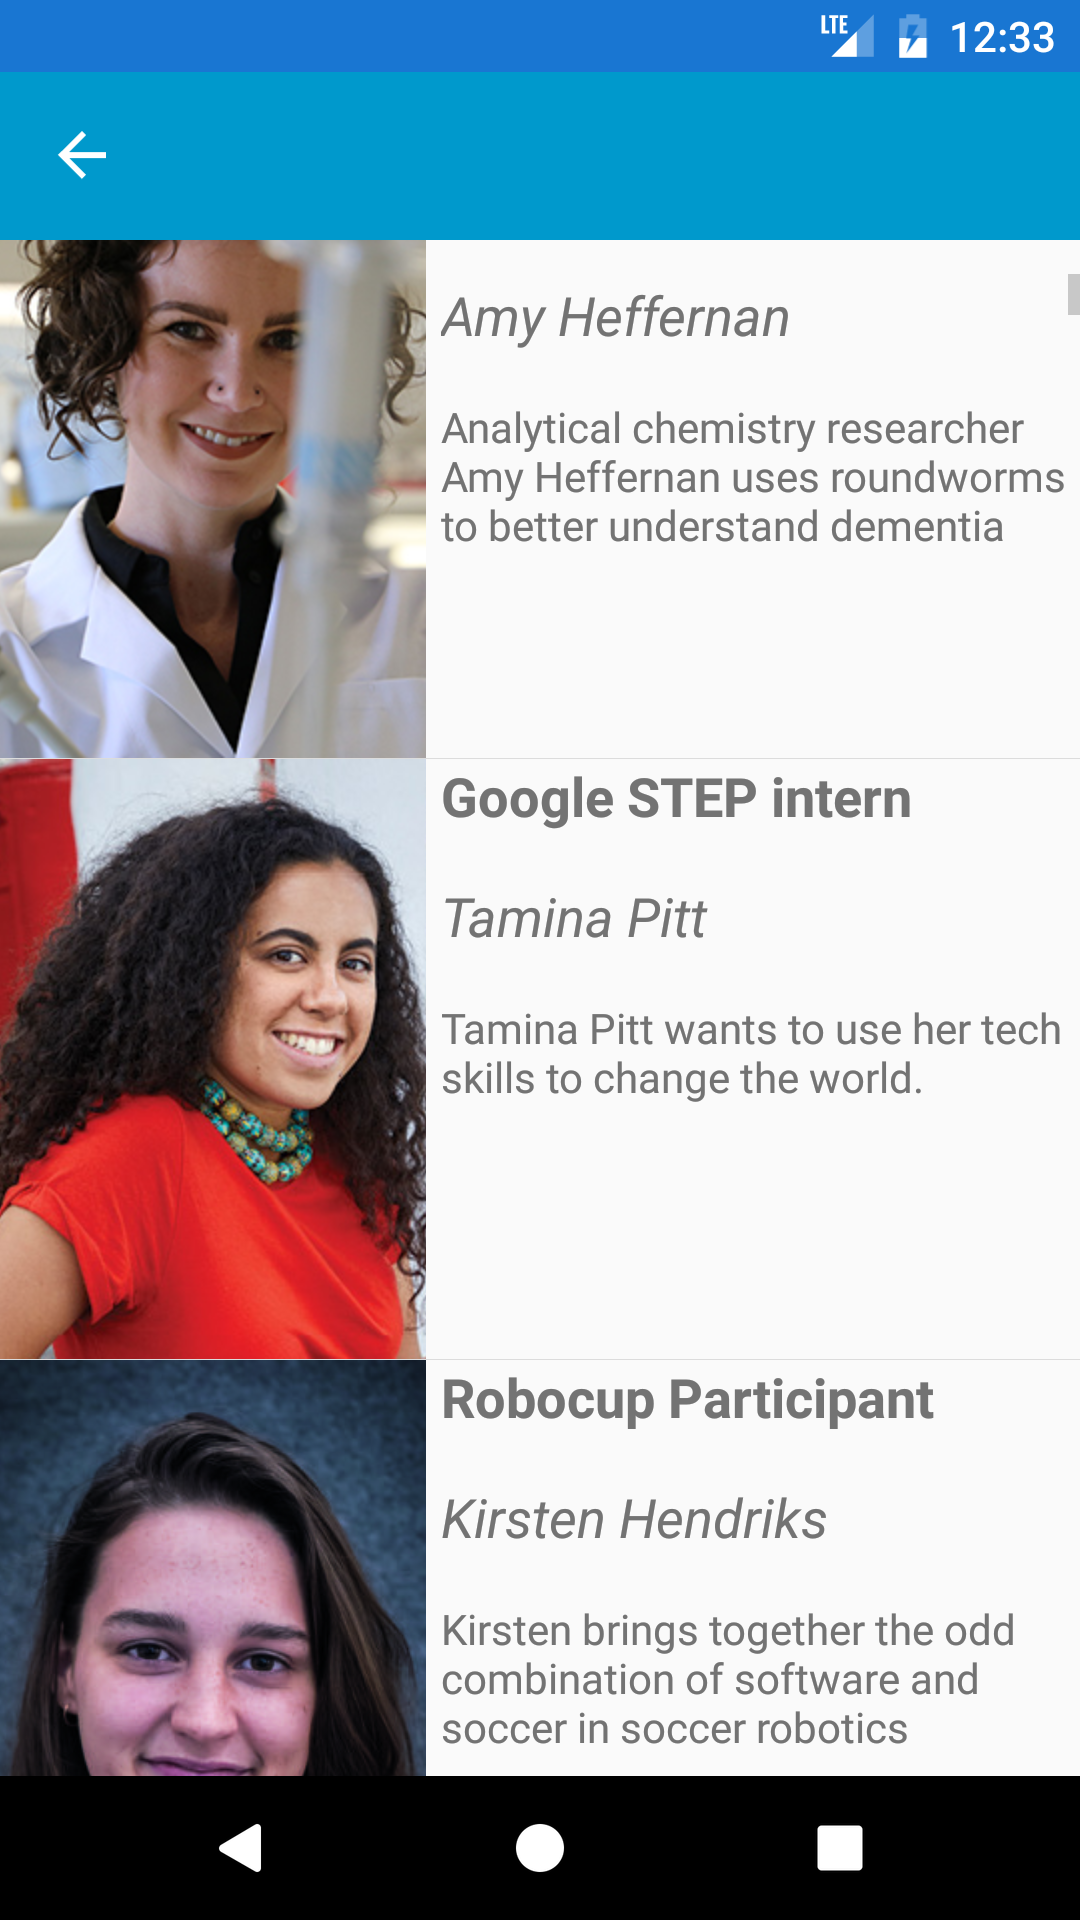 LTE 12:33
Amy Heffernan
Analytical chemistry researcher
Amy Heffernan uses roundworms
to better understand dementia
Google STEP intern
Tamina Pitt
Tamina Pitt wants to use her tech
skills to change the world.
Robocup Participant
Kirsten Hendriks
Kirsten brings together the odd
combination of software and
soccer in soccer robotics